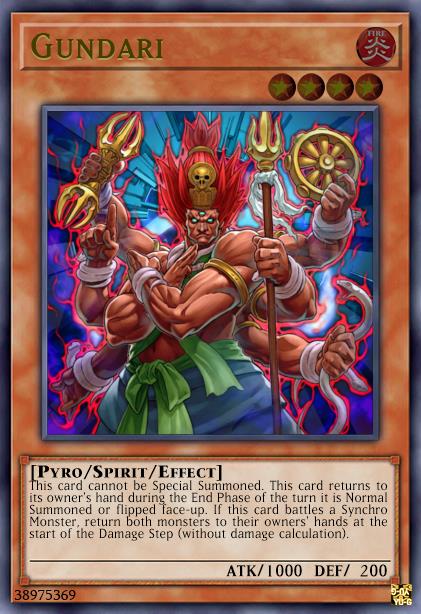 GUNDARI
FIRE
炎
[PYRO/SPIRIT/EFFECT]
This card cannot be Special Summoned. This card returns to
its owner's hand during the End Phase of the turn it is Normal
Summoned or flipped face-up. If this card battles a Synchro
Monster, return both monsters to their owners' hands at the
start of the Damage Step (without damage calculation).
ATK/1000 DEF/ 200
38975369